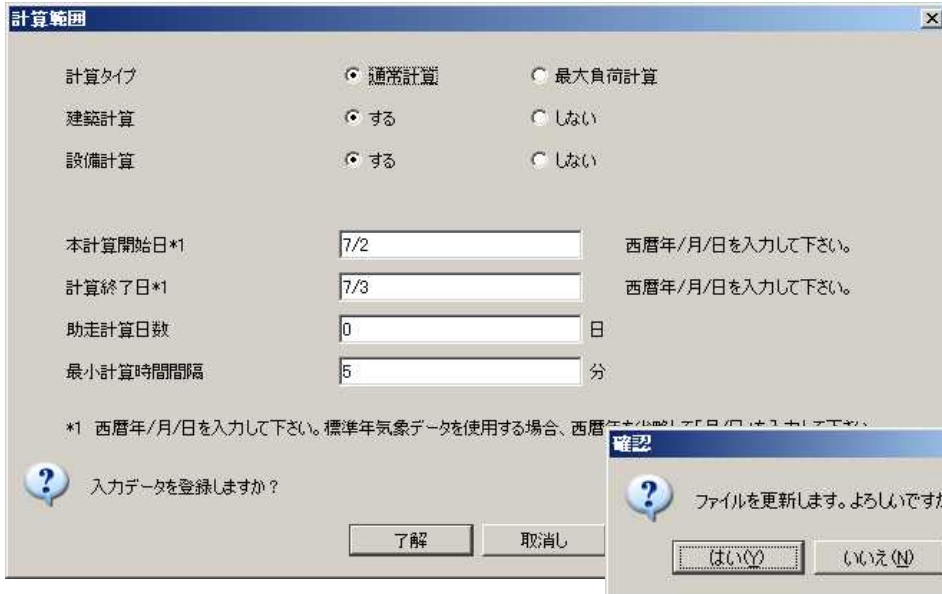 計算範囲
計算タイプ 通常計算 最大負荷計算
建築計算 する しない
設備計算 する しない
本計算開始日*1 7/2 西暦年/月/日を入力して下さい。
計算終了日*1 7/3 西暦年/月/日を入力して下さい。
助走計算日数 0 日
最小計算時間間隔 5 分
*1 西暦年/月/日を入力して下さい。標準年気象データを使用する場合、西暦年
入力データを登録しますか?
了解 取消し
確認
ファイルを更新します。よろしいですか
はい(Y) いいえ(N)